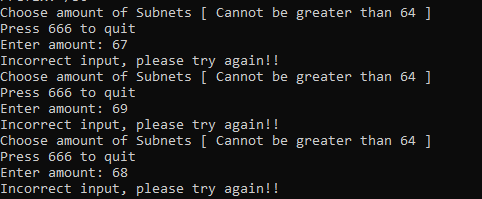 Choose amount of Subnets [ Cannot be greater than 64 ]
Press 666 to quit
Enter amount: 67
Incorrect input, please try again!!
Choose amount of Subnets [ Cannot be greater than 64 ]
Press 666 to quit
Enter amount: 69
Incorrect input, please try again!!
Choose amount of Subnets [ Cannot be greater than 64 ]
Press 666 to quit
Enter amount: 68
Incorrect input, please try again!!